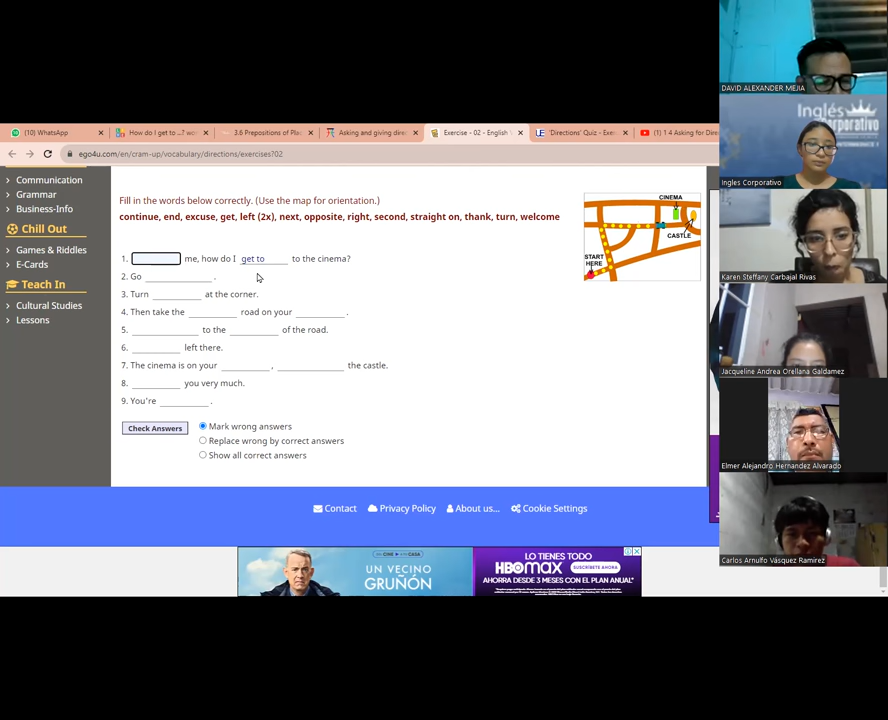 (10) WhatsApp
How do I get to ...? wo
3.6 Prepositions of Plac
Asking and giving direc
Exercise - 02 - English
'Directions' Quiz - Exerc
(1) 1.4 Asking for Dire
ego4u.com/en/cram-up/vocabulary/directions/exercises?02
Communication
Grammar
Business-Info
Chill Out
Games & Riddles
E-Cards
Teach In
Cultural Studies
Lessons
Fill in the words below correctly. (Use the map for orientation.)
continue, end, excuse, get, left (2x), next, opposite, right, second, straight on, thank, turn, welcome
1. me, how do I get to to the cinema?
2. Go .
3. Turn at the corner.
4. Then take the road on your .
5. to the of the road.
6. left there.
7. The cinema is on your , the castle.
8. you very much.
9. You're .
Check Answers
Mark wrong answers
Replace wrong by correct answers
Show all correct answers
CINEMA
CASTLE
START
HERE
Contact
Privacy Policy
About us...
Cookie Settings
UN VECINO
GRUÑÓN
LO TIENES TODO
HBOMAX
SUSCRÍBETE AHORA
AHORRA DESDE 3 MESES CON EL PLAN ANUAL*
DAVID ALEXANDER MEJIA
Inglés
Corporativo
Ingles Corporativo
Karen Steffany Carbajal Rivas
Jacqueline Andrea Orellana Galdamez
Elmer Alejandro Hernandez Alvarado
Carlos Arnulfo Vásquez Ramirez